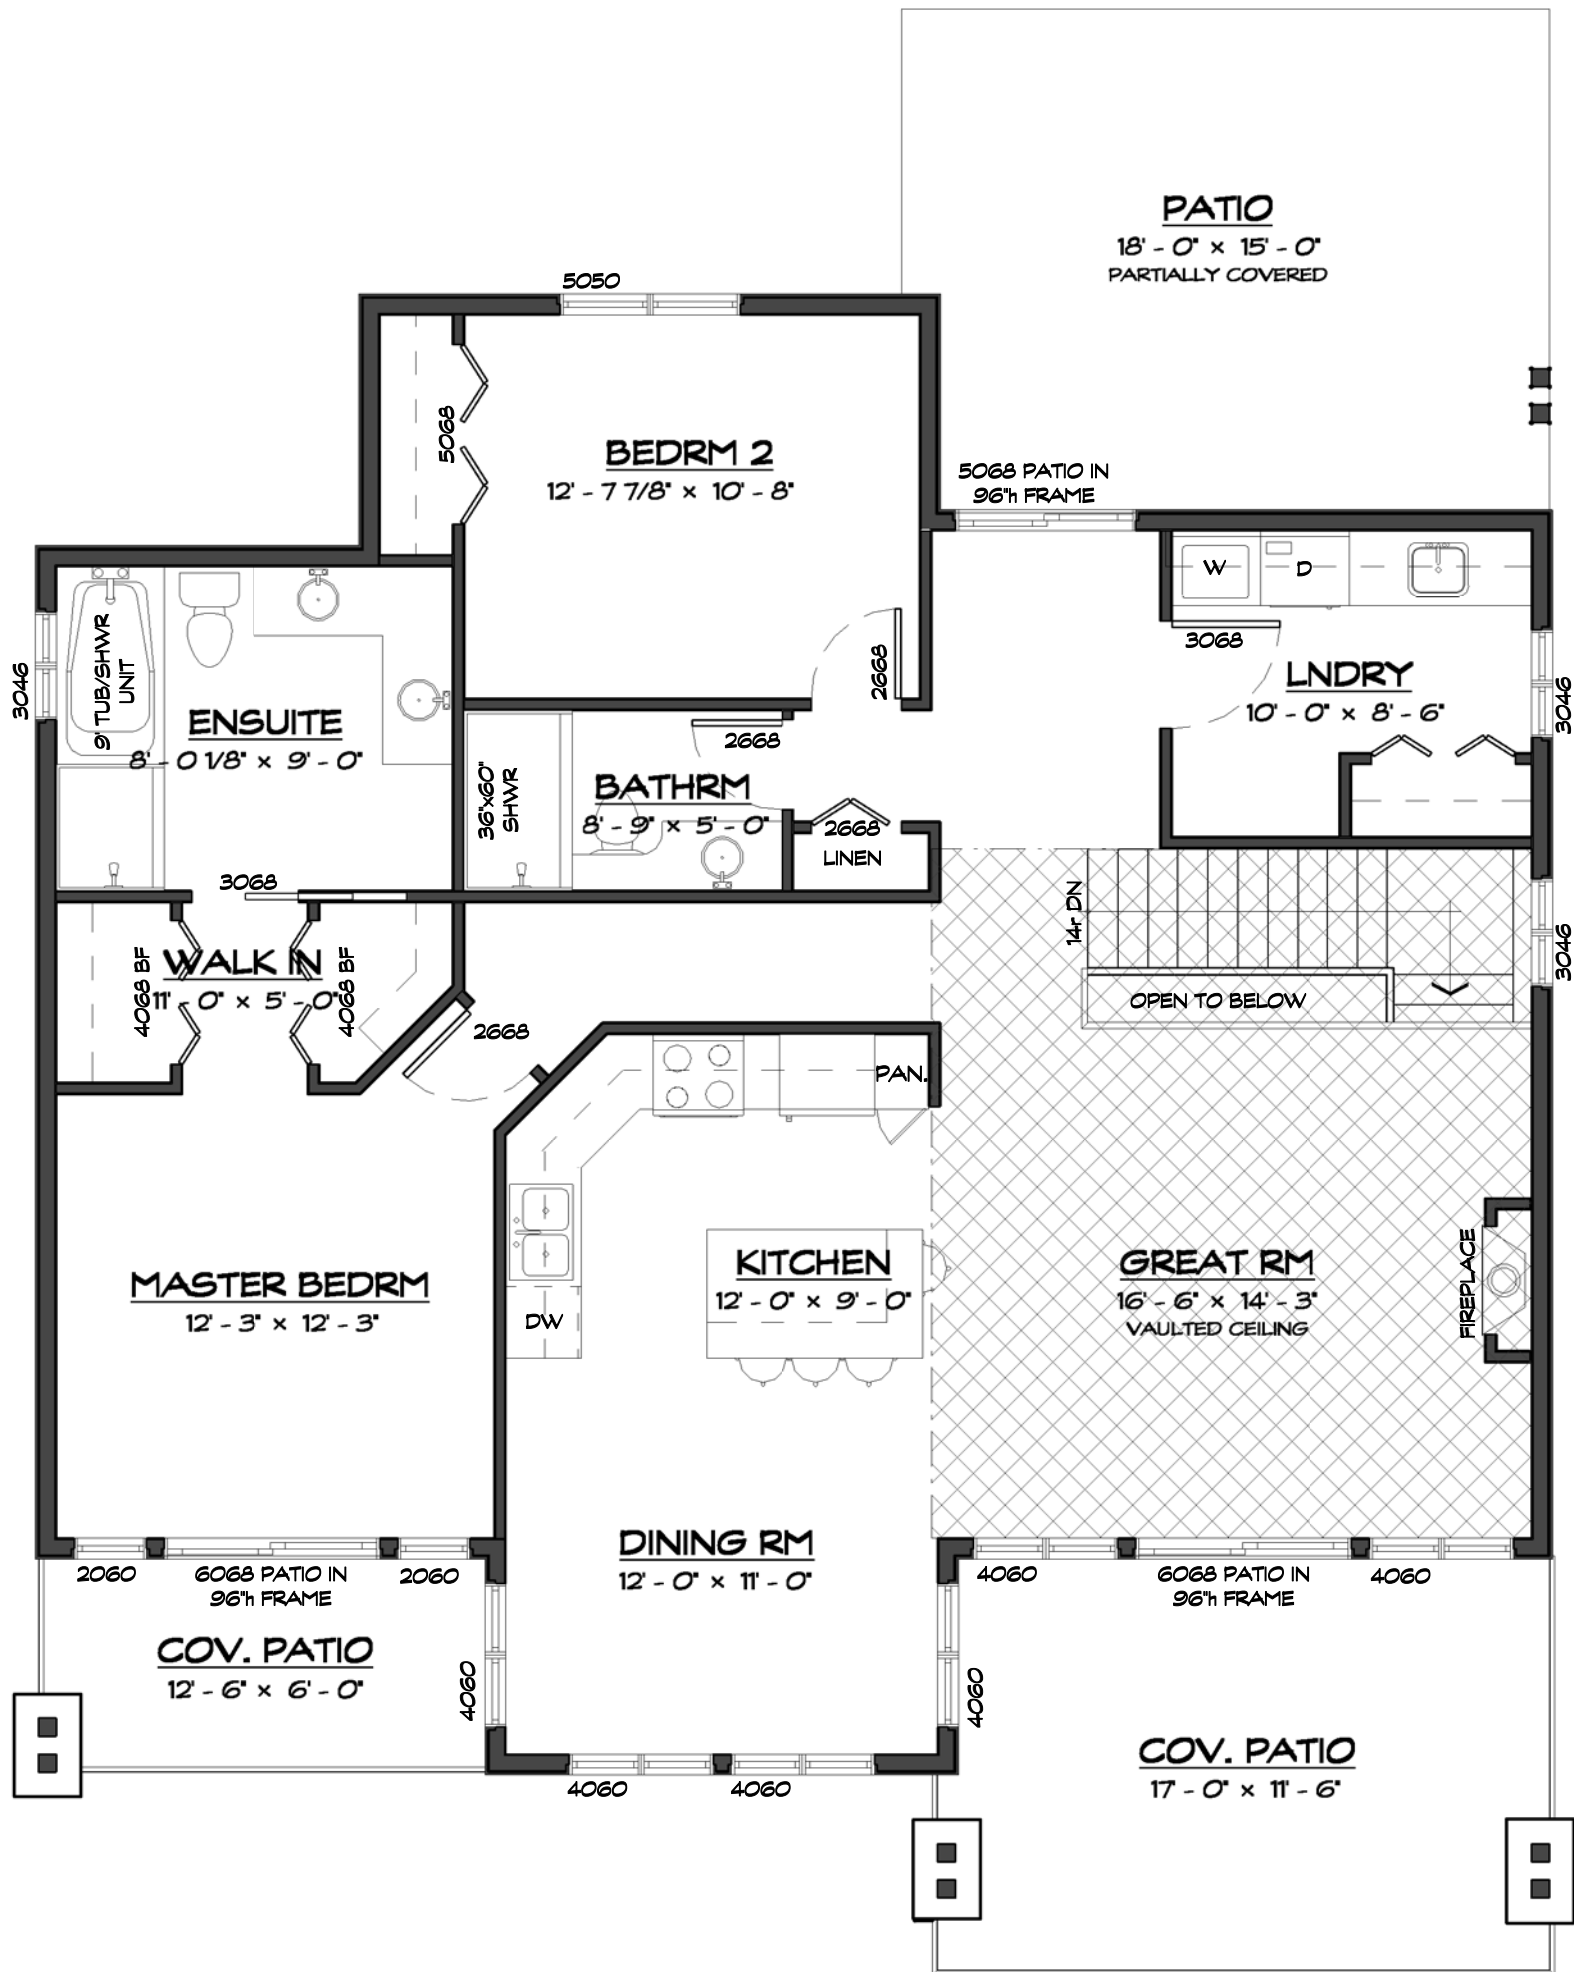 PATIO
18' - 0" × 15' - 0"
PARTIALLY COVERED
5050
5068
BEDRM 2
12' - 7 7/8" × 10' - 8"
5068 PATIO IN
96"h FRAME
W
D
3068
LNDRY
10' - 0" × 8' - 6"
3046
3046
9' TUB/SHWR
UNIT
ENSUITE
8' - 0 1/8" × 9' - 0"
2668
2668
36"x60"
SHWR
BATHRM
8' - 9" × 5' - 0"
2668
LINEN
3068
4068 BF
WALK IN
11' - 0" × 5' - 0"
4068 BF
2668
14r DN
OPEN TO BELOW
3046
PAN.
MASTER BEDRM
12' - 3" × 12' - 3"
DW
KITCHEN
12' - 0" × 9' - 0"
GREAT RM
16' - 6" × 14' - 3"
VAULTED CEILING
FIREPLACE
DINING RM
12' - 0" × 11' - 0"
2060
6068 PATIO IN
96"h FRAME
2060
4060
6068 PATIO IN
96"h FRAME
4060
COV. PATIO
12' - 6" × 6' - 0"
4060
4060
4060
4060
COV. PATIO
17' - 0" × 11' - 6"